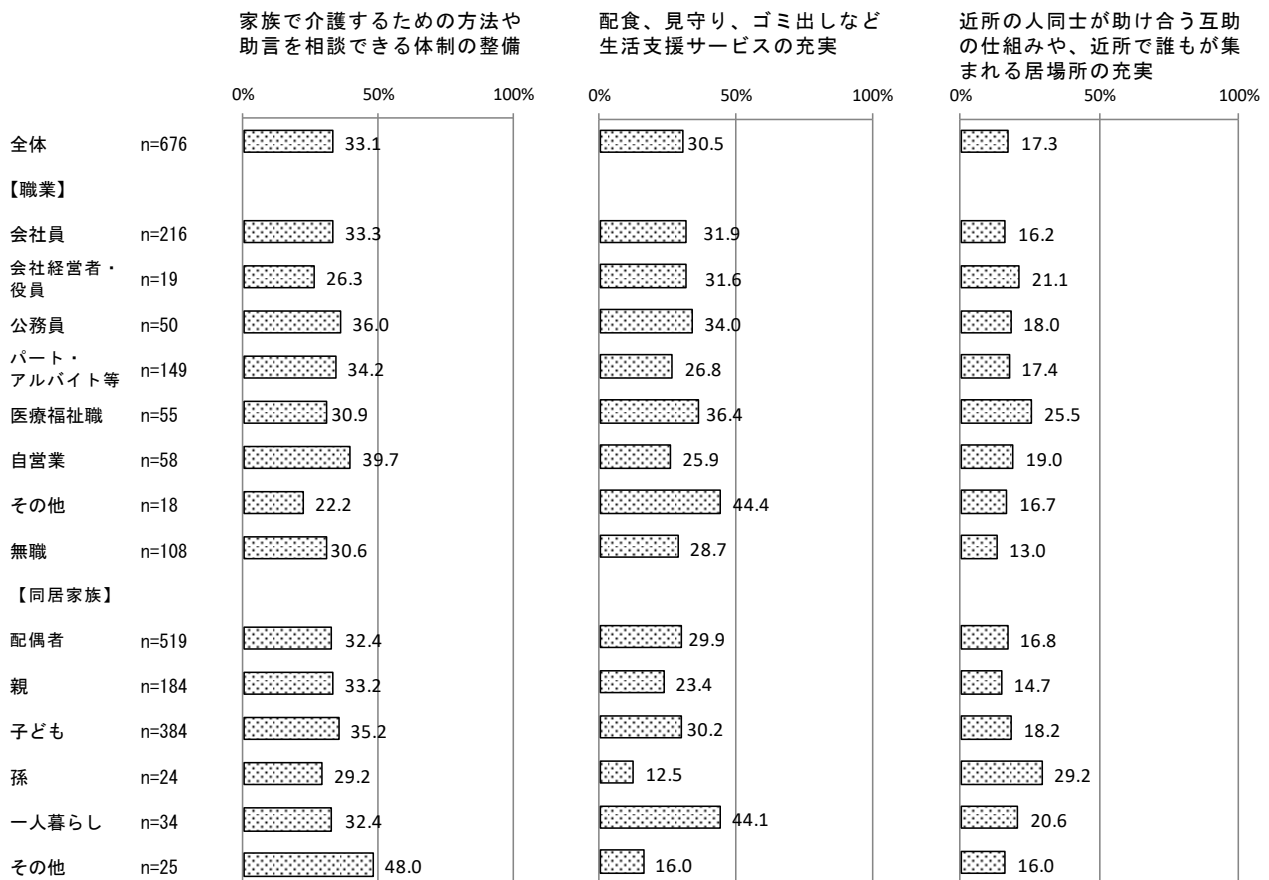 家族で介護するための方法や
助言を相談できる体制の整備
配食、見守り、ゴミ出しなど
生活支援サービスの充実
近所の人同士が助け合う互助
の仕組みや、近所で誰もが集
まれる居場所の充実
0% 50% 100% 0% 50% 100% 0% 50% 100%
全体 n=676 33.1 30.5 17.3
【職業】
会社員 n=216 33.3 31.9 16.2
会社経営者・
役員 n=19 26.3 31.6 21.1
公務員 n=50 36.0 34.0 18.0
パート・
アルバイト等 n=149 34.2 26.8 17.4
医療福祉職 n=55 30.9 36.4 25.5
自営業 n=58 39.7 25.9 19.0
その他 n=18 22.2 44.4 16.7
無職 n=108 30.6 28.7 13.0
【同居家族】
配偶者 n=519 32.4 29.9 16.8
親 n=184 33.2 23.4 14.7
子ども n=384 35.2 30.2 18.2
孫 n=24 29.2 12.5 29.2
一人暮らし n=34 32.4 44.1 20.6
その他 n=25 48.0 16.0 16.0